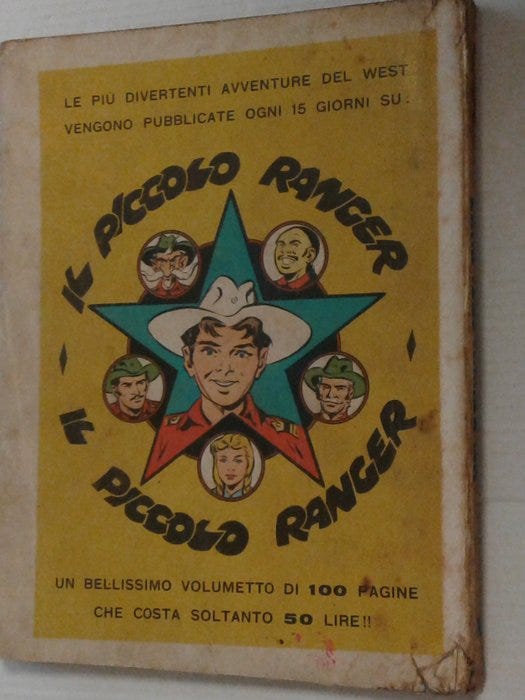 LE PIÙ DIVERTENTI AVVENTURE DEL WEST
VENGONO PUBBLICATE OGNI 15 GIORNI SU:
IL PICCOLO RANGER
IL PICCOLO RANGER
UN BELLISSIMO VOLUMETTO DI 100 PAGINE
CHE COSTA SOLTANTO 50 LIRE!!